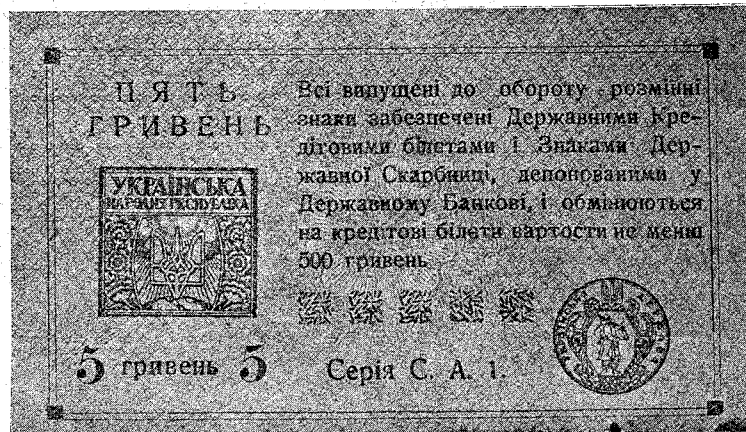 ПЯТЬ
ГРИВЕНЬ
УКРАЇНСЬКА
НАРОДНЯ РЕСПУБЛІКА
5 гривень 5
Всі випущені до обороту розмінні
знаки забезпечені Державними Кре-
дітовими білетами і Знаками Дер-
жавної Скарбниці, депонованими у
Державному Банкові, і обмінюються
на кредітові білети вартости не менш
500 гривень
Серія С. А. 1.